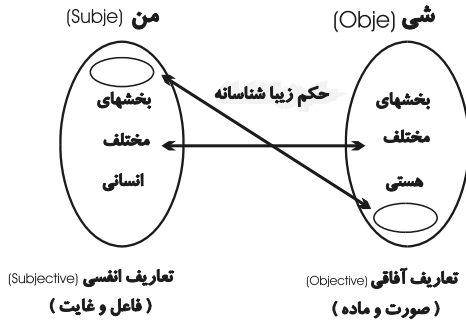 شی (Obje)
من (Subje)
حکم زیبا شناسانه
بخشهای
مختلف
هستی
بخشهای
مختلف
انسانی
تعاریف آفاقی (Objective)
( صورت و ماده )
تعاریف انفسی (Subjective)
( فاعل و غایت )